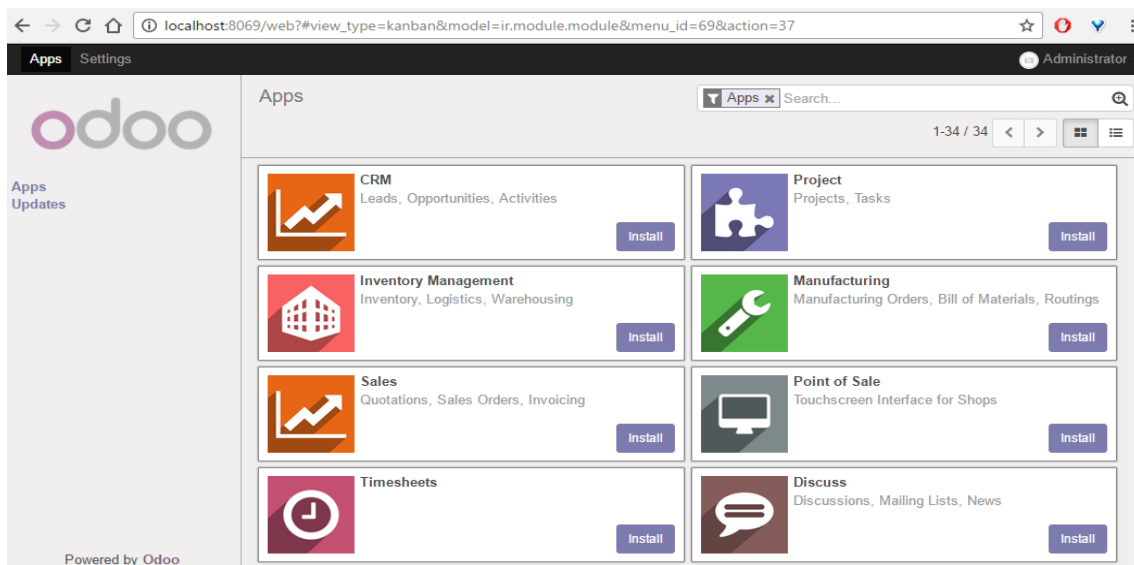 localhost:8069/web?#view_type=kanban&model=ir.module.module&menu_id=69&action=37
Apps Settings Administrator
odoo
Apps
Updates
Apps
Apps Search...
1-34 / 34
CRM
Leads, Opportunities, Activities
Install
Project
Projects, Tasks
Install
Inventory Management
Inventory, Logistics, Warehousing
Install
Manufacturing
Manufacturing Orders, Bill of Materials, Routings
Install
Sales
Quotations, Sales Orders, Invoicing
Install
Point of Sale
Touchscreen Interface for Shops
Install
Timesheets
Install
Discuss
Discussions, Mailing Lists, News
Install
Powered by Odoo